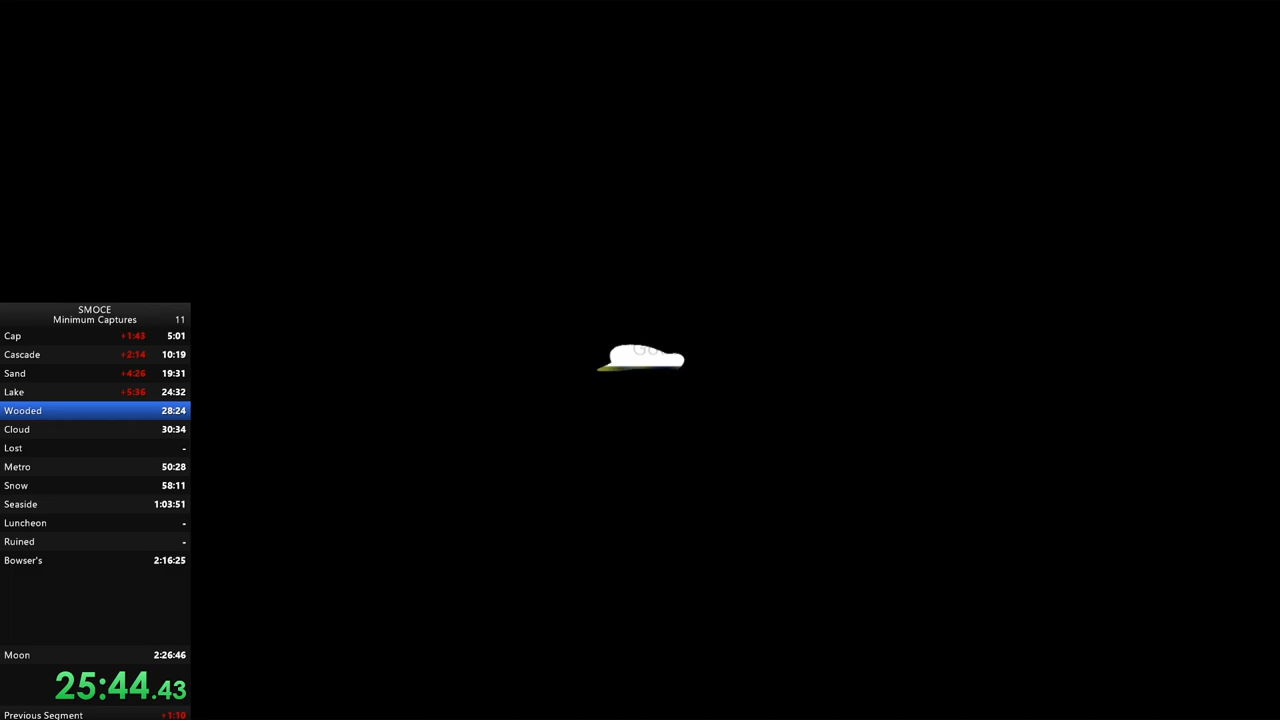 SMOCE
Minimum Captures 11
Cap +1:43 5:01
Cascade +2:14 10:19
Sand +4:26 19:31
Lake +5:36 24:32
Wooded 28:24
Cloud 30:34
Lost -
Metro 50:28
Snow 58:11
Seaside 1:03:51
Luncheon -
Ruined -
Bowser's 2:16:25
Moon 2:26:46
25:44.43
Previous Segment +1:10